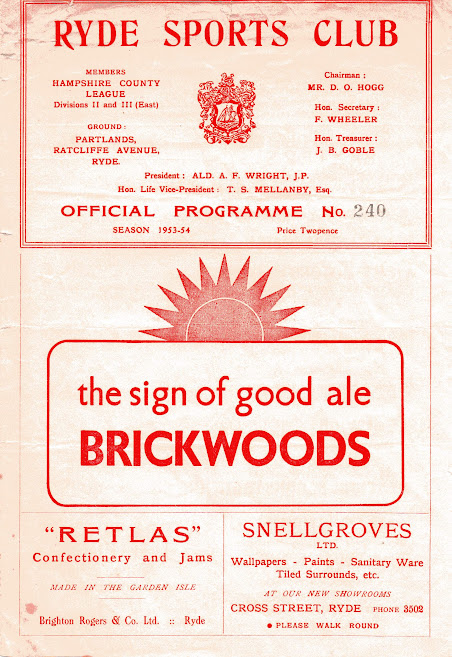 RYDE SPORTS CLUB
MEMBERS
HAMPSHIRE COUNTY
LEAGUE
Divisions II and III (East)
GROUND :
PARTLANDS,
RATCLIFFE AVENUE,
RYDE.
Chairman :
MR. D. O. HOGG
Hon. Secretary :
F. WHEELER
Hon. Treasurer :
J. B. GOBLE
President : ALD. A. F. WRIGHT, J.P.
Hon. Life Vice-President : T. S. MELLANBY, Esq.
OFFICIAL PROGRAMME No. 240
SEASON 1953-54 Price Twopence
the sign of good ale
BRICKWOODS
"RETLAS"
Confectionery and Jams
MADE IN THE GARDEN ISLE
Brighton Rogers & Co. Ltd. :: Ryde
SNELLGROVES
LTD.
Wallpapers - Paints - Sanitary Ware
Tiled Surrounds, etc.
AT OUR NEW SHOWROOMS
CROSS STREET, RYDE PHONE 3502
● PLEASE WALK ROUND